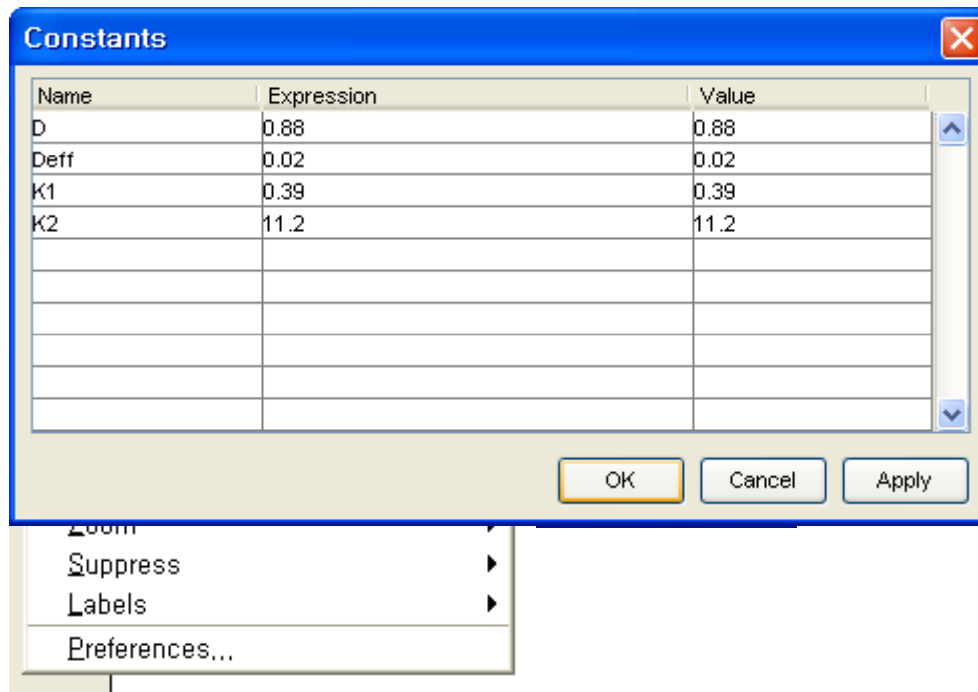 Constants
Name Expression Value
D 0.88 0.88
Deff 0.02 0.02
K1 0.39 0.39
K2 11.2 11.2
OK Cancel Apply
Zoom
Suppress
Labels
Preferences...